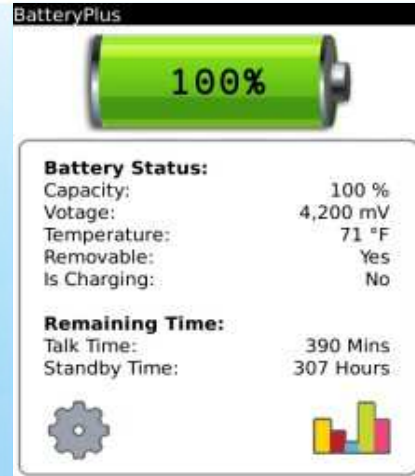 BatteryPlus
100%
Battery Status:
Capacity: 100 %
Votage: 4,200 mV
Temperature: 71 °F
Removable: Yes
Is Charging: No
Remaining Time:
Talk Time: 390 Mins
Standby Time: 307 Hours